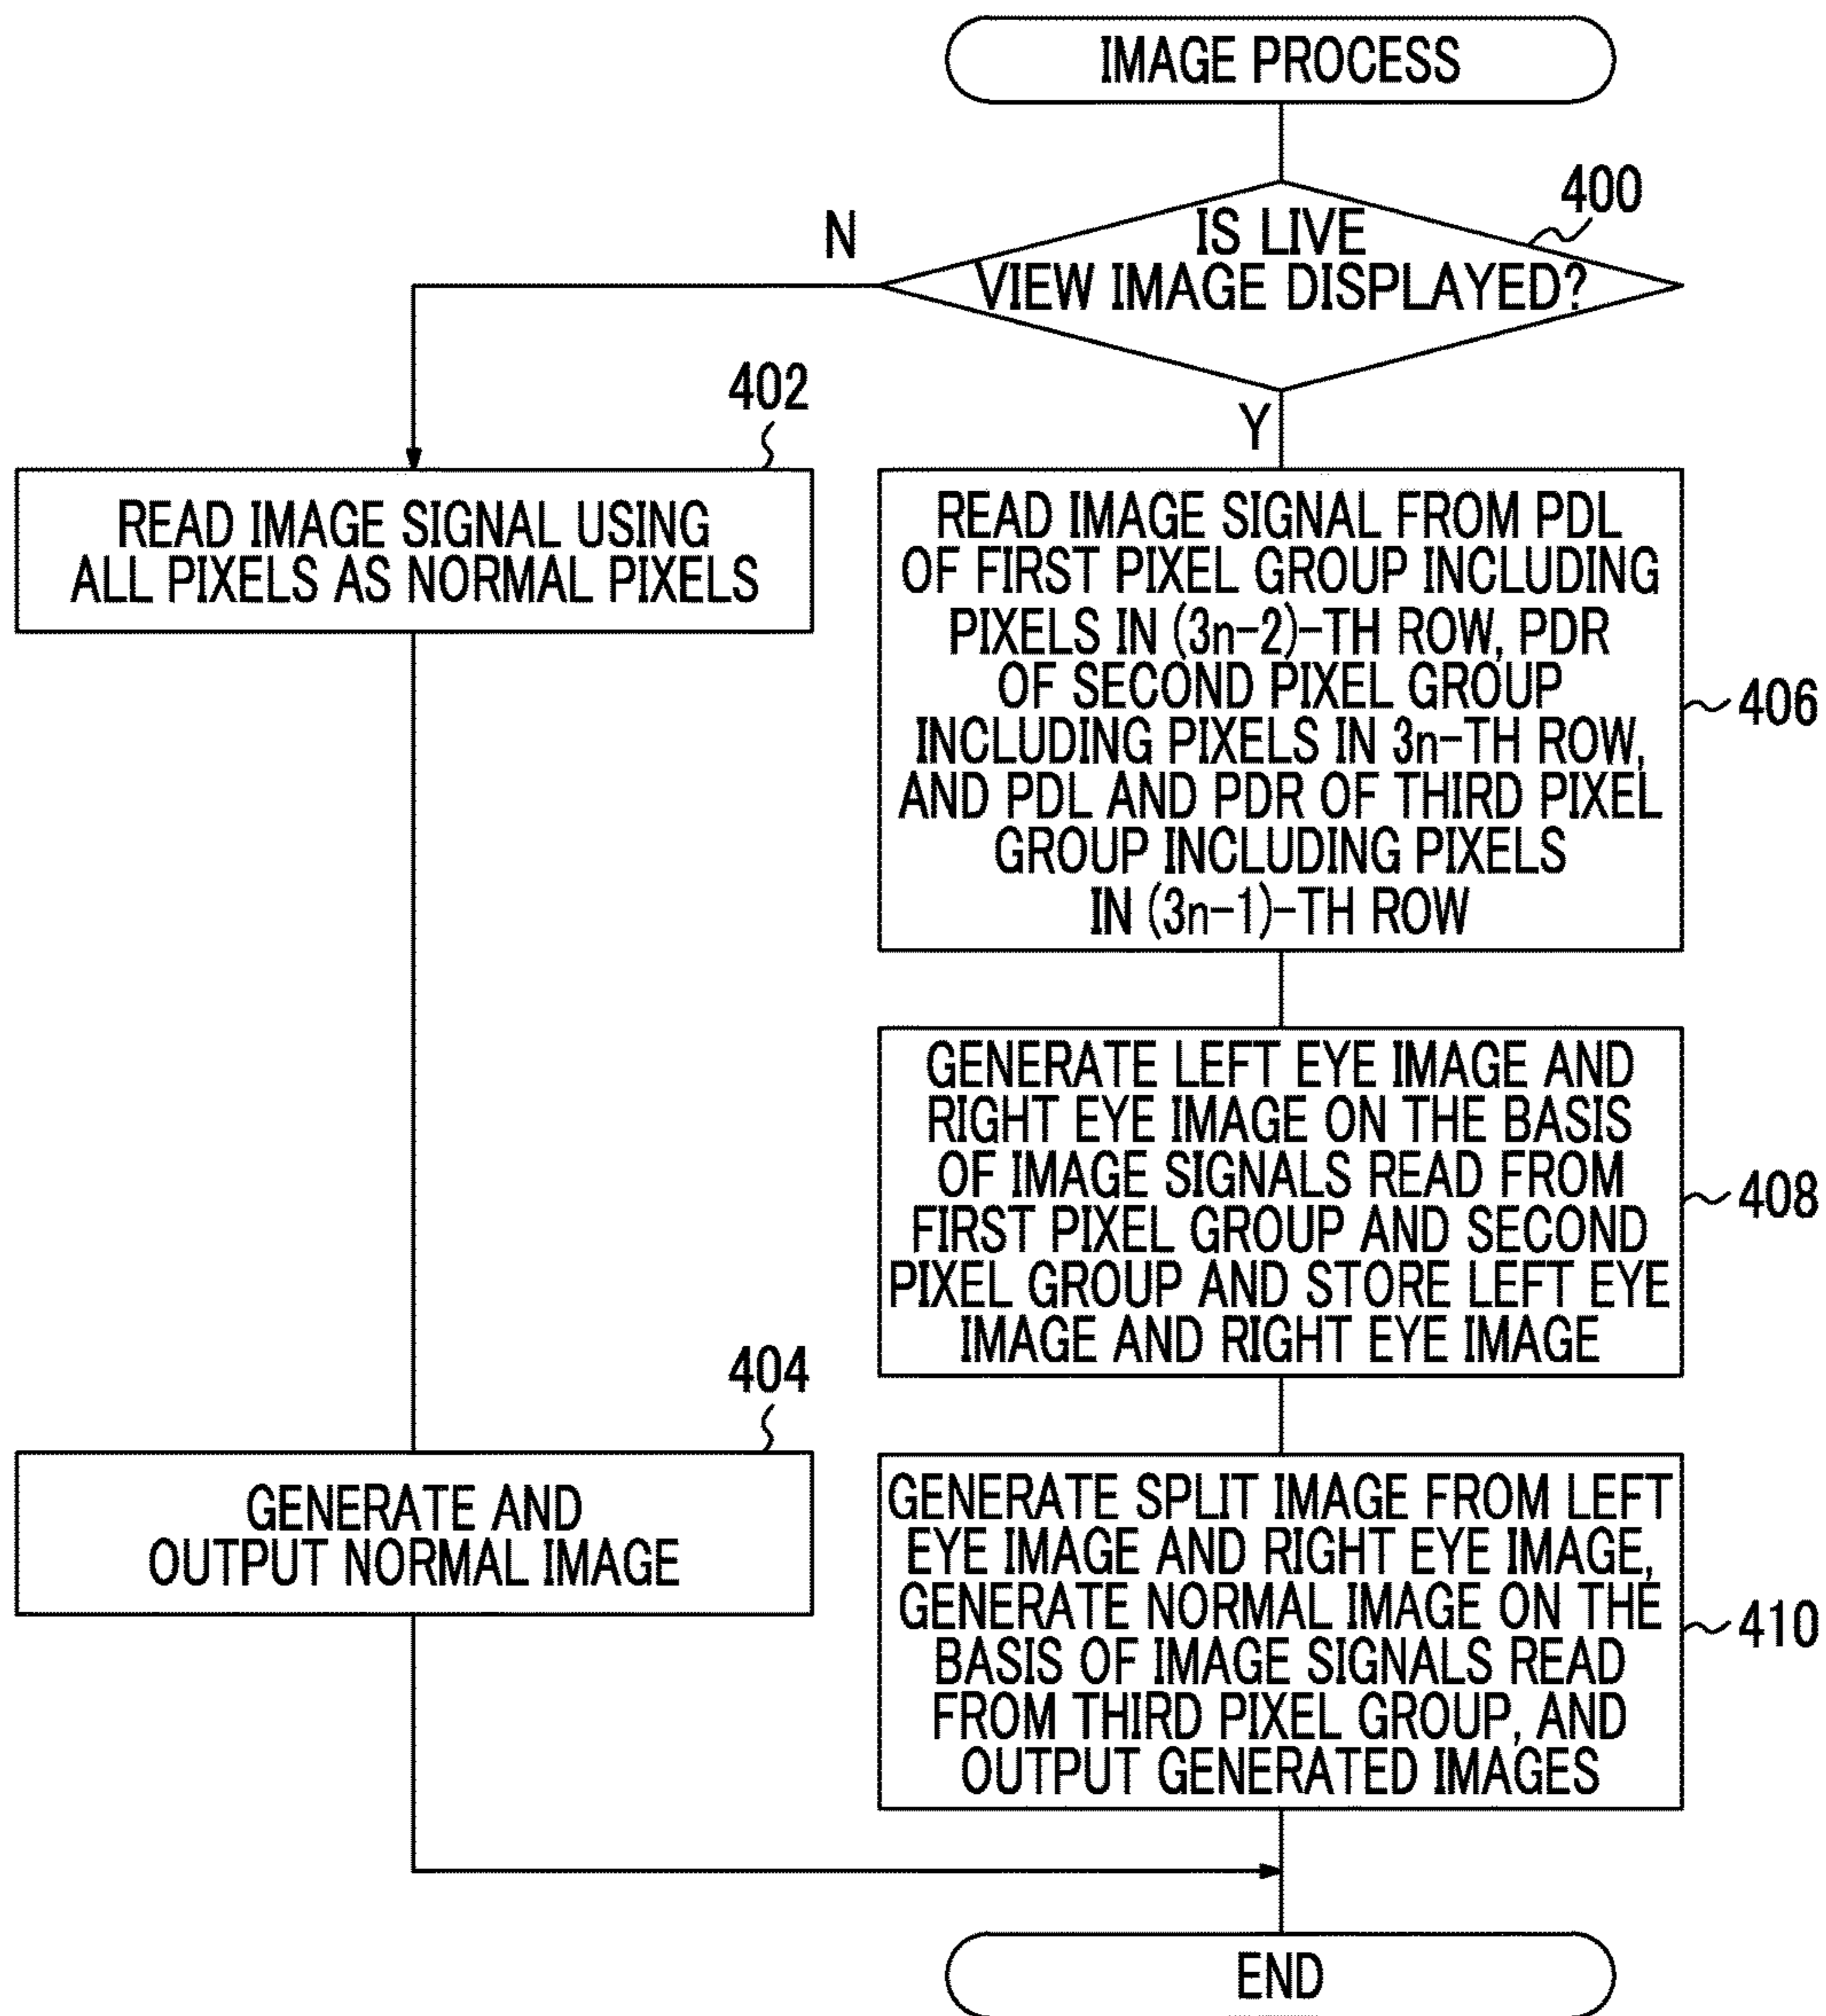 IMAGE PROCESS
400
IS LIVE
VIEW IMAGE DISPLAYED?
N
Y
402
READ IMAGE SIGNAL USING
ALL PIXELS AS NORMAL PIXELS
READ IMAGE SIGNAL FROM PDL
OF FIRST PIXEL GROUP INCLUDING
PIXELS IN (3n-2)-TH ROW, PDR
OF SECOND PIXEL GROUP
INCLUDING PIXELS IN 3n-TH ROW,
AND PDL AND PDR OF THIRD PIXEL
GROUP INCLUDING PIXELS
IN (3n-1)-TH ROW
406
GENERATE LEFT EYE IMAGE AND
RIGHT EYE IMAGE ON THE BASIS
OF IMAGE SIGNALS READ FROM
FIRST PIXEL GROUP AND SECOND
PIXEL GROUP AND STORE LEFT EYE
IMAGE AND RIGHT EYE IMAGE
408
404
GENERATE AND
OUTPUT NORMAL IMAGE
GENERATE SPLIT IMAGE FROM LEFT
EYE IMAGE AND RIGHT EYE IMAGE,
GENERATE NORMAL IMAGE ON THE
BASIS OF IMAGE SIGNALS READ
FROM THIRD PIXEL GROUP, AND
OUTPUT GENERATED IMAGES
410
END